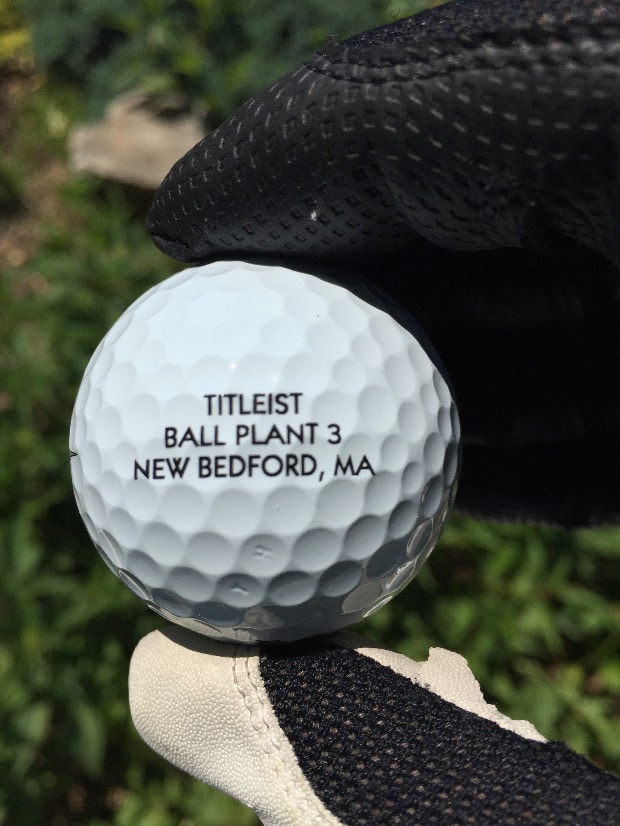 TITLEIST
BALL PLANT 3
NEW BEDFORD, MA